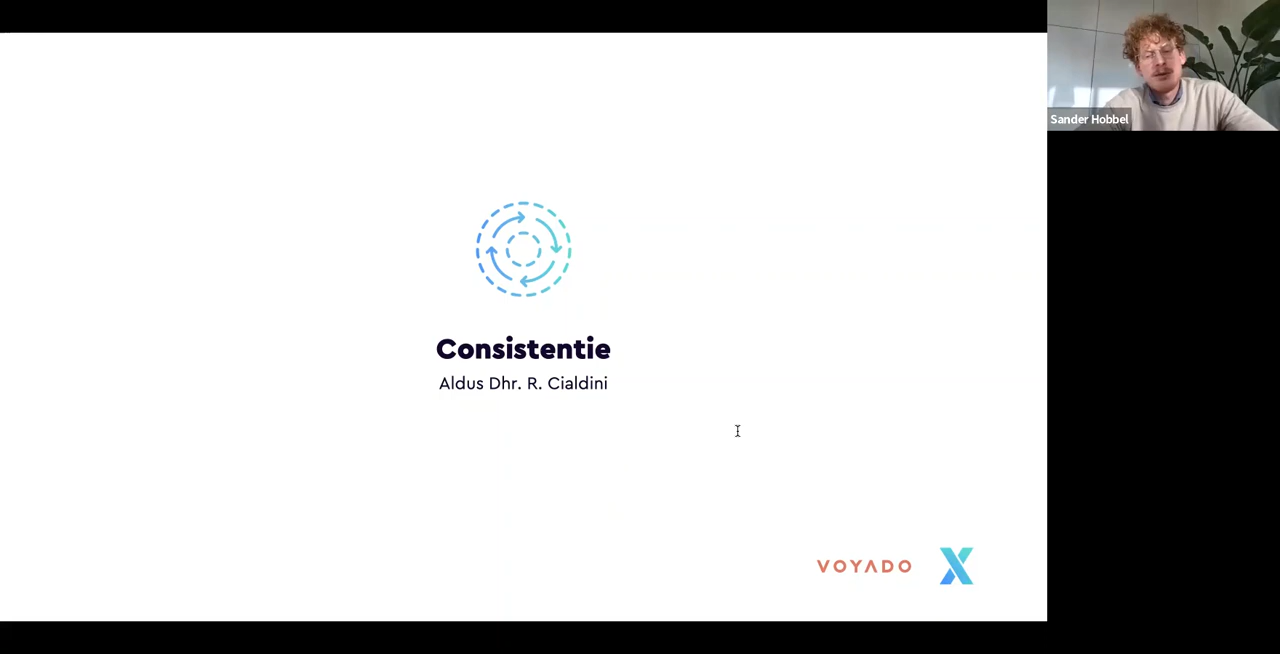 Sander Hobbel
Consistentie
Aldus Dhr. R. Cialdini
VOYADO X